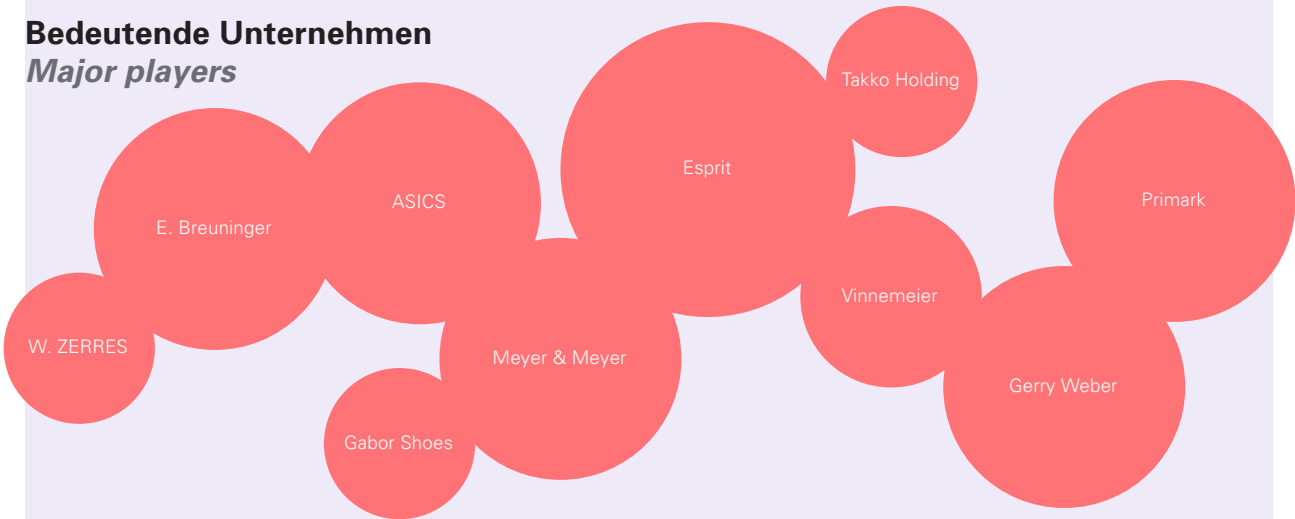 Bedeutende Unternehmen
Major players
Takko Holding
Esprit
Primark
ASICS
E. Breuninger
Vinnemeier
W. ZERRES
Meyer & Meyer
Gerry Weber
Gabor Shoes